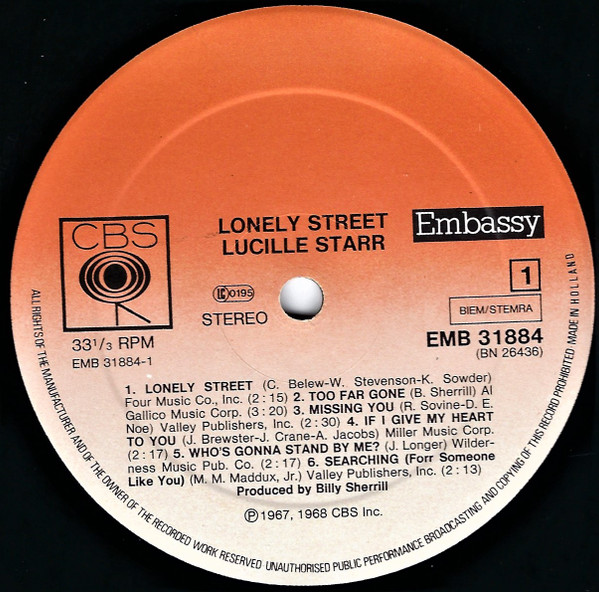 LONELY STREET
LUCILLE STARR
CBS
Embassy
1
LC 0195
STEREO
BIEM/STEMRA
33 1/3 RPM
EMB 31884-1
EMB 31884
(BN 26436)
1. LONELY STREET (C. Belew-W. Stevenson-K. Sowder)
Four Music Co., Inc. (2:15) 2. TOO FAR GONE (B. Sherrill) Al
Gallico Music Corp. (3:20) 3. MISSING YOU (R. Sovine-D. E.
Noe) Valley Publishers, Inc. (2:30) 4. IF I GIVE MY HEART
TO YOU (J. Brewster-J. Crane-A. Jacobs) Miller Music Corp.
(2:17) 5. WHO'S GONNA STAND BY ME? (J. Longer) Wilder-
ness Music Pub. Co. (2:17) 6. SEARCHING (Forr Someone
Like You) (M. M. Maddux, Jr.) Valley Publishers, Inc. (2:13)
Produced by Billy Sherrill
℗ 1967, 1968 CBS Inc.
ALL RIGHTS OF THE MANUFACTURER AND OF THE OWNER OF THE RECORDED WORK RESERVED · UNAUTHORISED PUBLIC PERFORMANCE BROADCASTING AND COPYING OF THIS RECORD PROHIBITED MADE IN HOLLAND